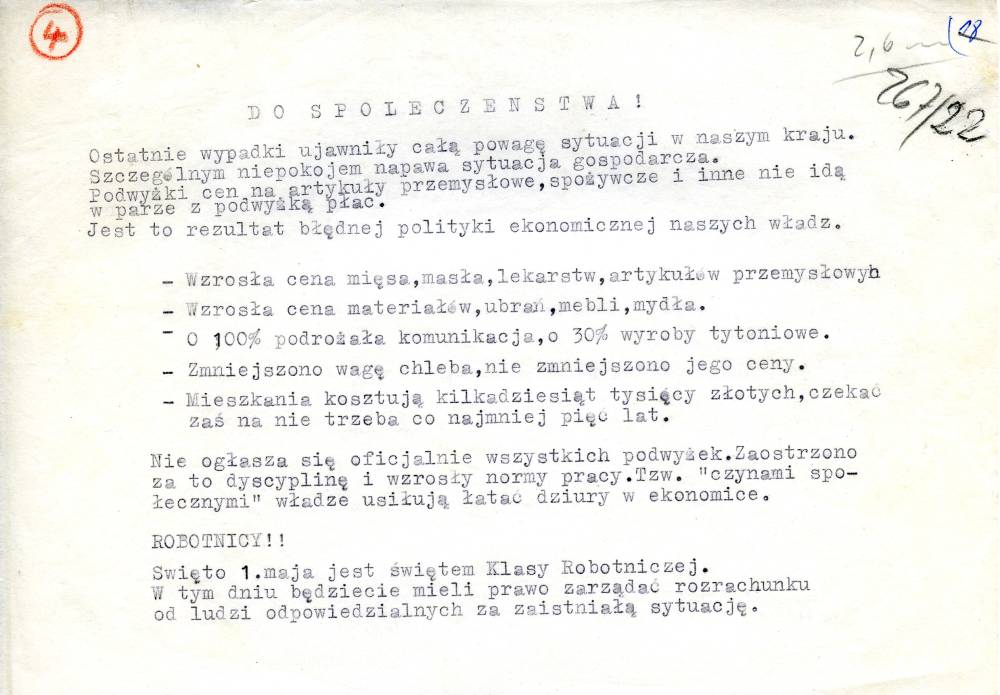 4
28
2,6
267/22
DO SPOLECZENSTWA!
Ostatnie wypadki ujawniły całą powagę sytuacji w naszym kraju.
Szczególnym niepokojem napawa sytuacja gospodarcza.
Podwyżki cen na artykuły przemysłowe,spożywcze i inne nie idą
w parze z podwyżką płac.
Jest to rezultat błędnej polityki ekonomicznej naszych władz.
- Wzrosła cena mięsa,masła,lekarstw,artykułów przemysłowyh
- Wzrosła cena materiałów,ubrań,mebli,mydła.
- O 100% podrożała komunikacja,o 30% wyroby tytoniowe.
- Zmniejszono wagę chleba,nie zmniejszono jego ceny.
- Mieszkania kosztują kilkadziesiąt tysięcy złotych,czekać
zaś na nie trzeba co najmniej pięć lat.
Nie ogłasza się oficjalnie wszystkich podwyżek.Zaostrzono
za to dyscyplinę i wzrosły normy pracy.Tzw. "czynami spo-
łecznymi" władze usiłują łatać dziury w ekonomice.
ROBOTNICY!!
Swięto 1.maja jest świętem Klasy Robotniczej.
W tym dniu będziecie mieli prawo zarządać rozrachunku
od ludzi odpowiedzialnych za zaistniałą sytuację.